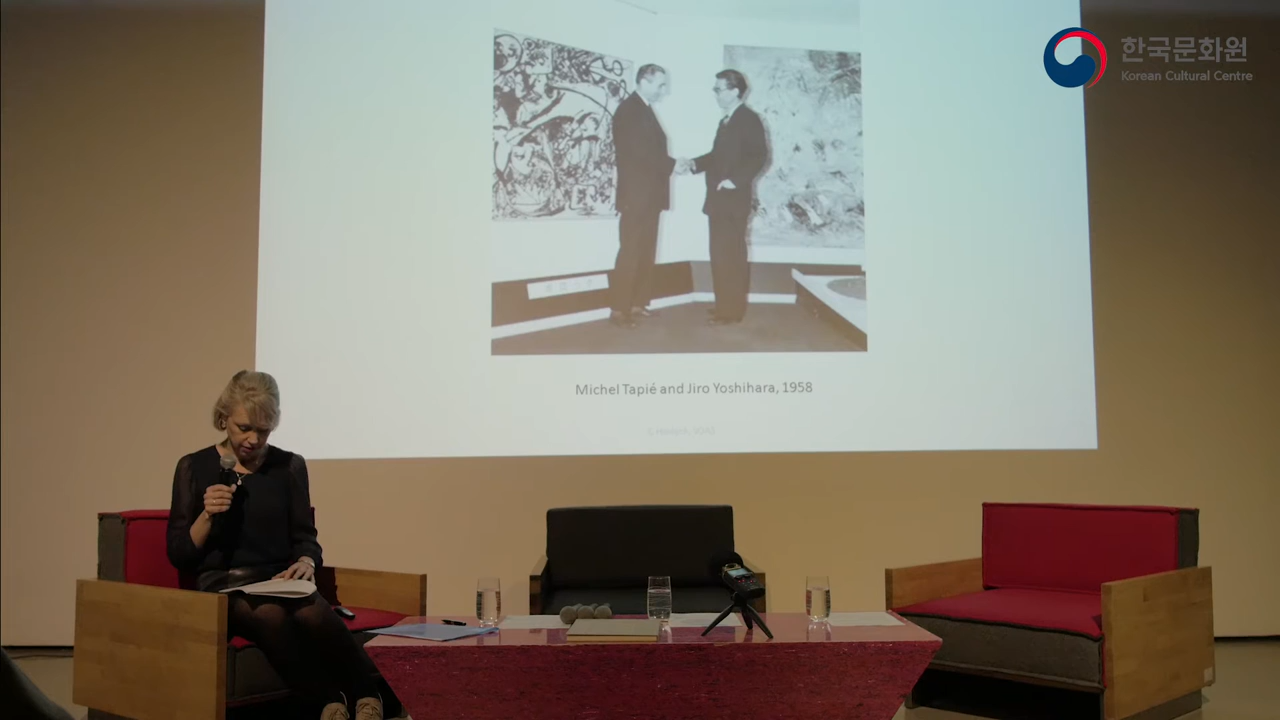 한국문화원
Korean Cultural Centre
Michel Tapié and Jiro Yoshihara, 1958